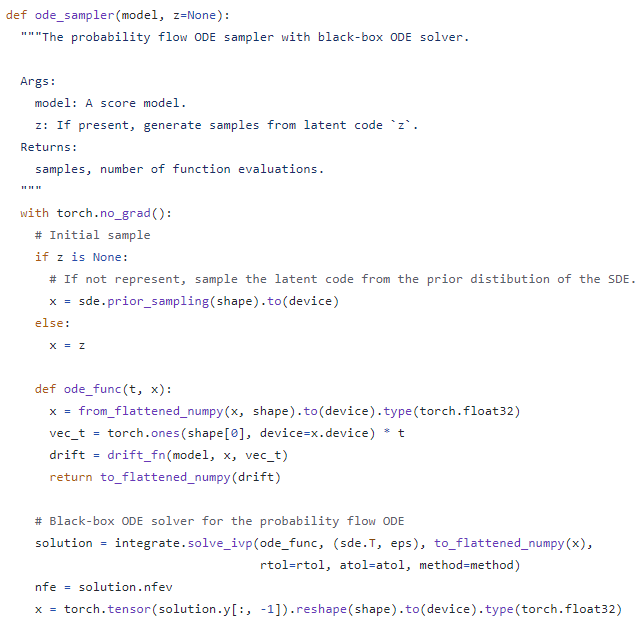 def ode_sampler(model, z=None):
  """The probability flow ODE sampler with black-box ODE solver.

  Args:
    model: A score model.
    z: If present, generate samples from latent code `z`.
  Returns:
    samples, number of function evaluations.
  """
  with torch.no_grad():
    # Initial sample
    if z is None:
      # If not represent, sample the latent code from the prior distibution of the SDE.
      x = sde.prior_sampling(shape).to(device)
    else:
      x = z

    def ode_func(t, x):
      x = from_flattened_numpy(x, shape).to(device).type(torch.float32)
      vec_t = torch.ones(shape[0], device=x.device) * t
      drift = drift_fn(model, x, vec_t)
      return to_flattened_numpy(drift)

    # Black-box ODE solver for the probability flow ODE
    solution = integrate.solve_ivp(ode_func, (sde.T, eps), to_flattened_numpy(x),
                                   rtol=rtol, atol=atol, method=method)
    nfe = solution.nfev
    x = torch.tensor(solution.y[:, -1]).reshape(shape).to(device).type(torch.float32)